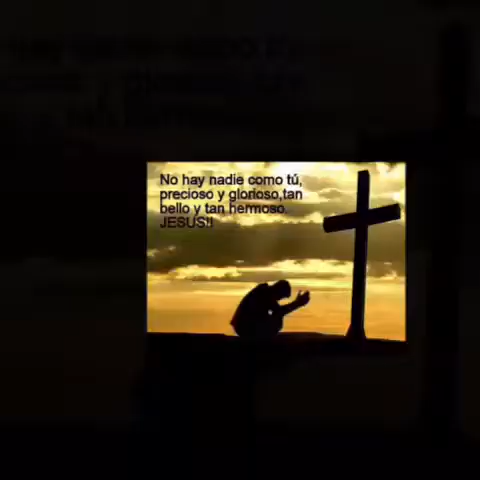 No hay nadie como tú,
precioso y glorioso,tan
bello y tan hermoso.
JESUS!!